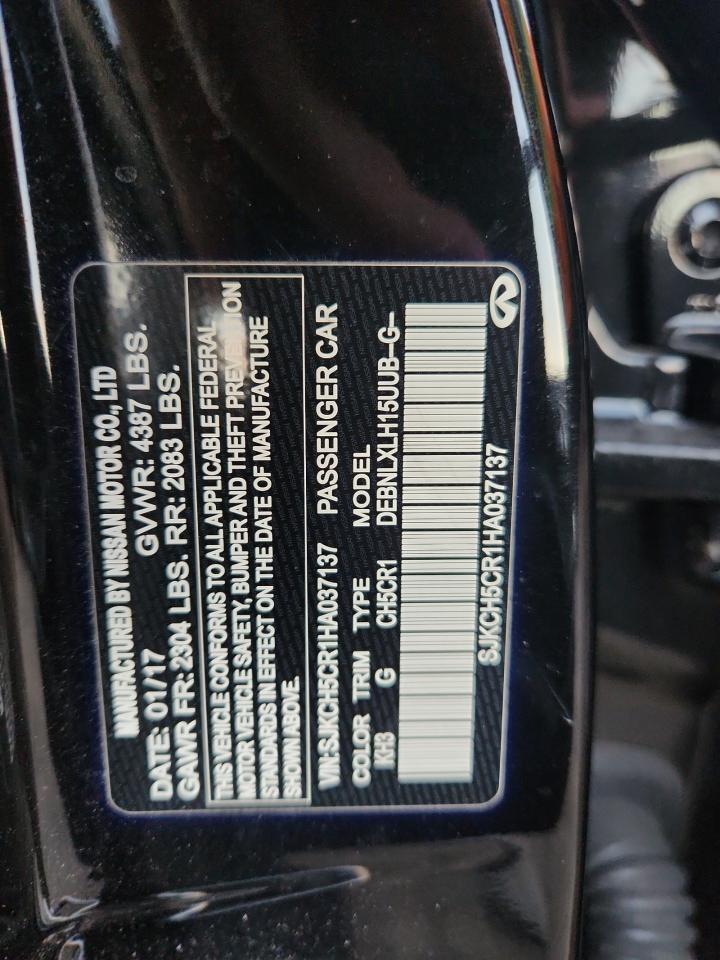 MANUFACTURED BY NISSAN MOTOR CO., LTD
DATE: 01/17 GVWR: 4387 LBS.
GAWR FR: 2304 LBS. RR: 2083 LBS.
THIS VEHICLE CONFORMS TO ALL APPLICABLE FEDERAL
MOTOR VEHICLE SAFETY, BUMPER AND THEFT PREVENTION
STANDARDS IN EFFECT ON THE DATE OF MANUFACTURE
SHOWN ABOVE.
VIN:SJKCH5CR1HA037137 PASSENGER CAR
COLOR TRIM TYPE MODEL
KH3 G CH5CR1 DEBNLXLH15UUB-G-
SJKCH5CR1HA037137